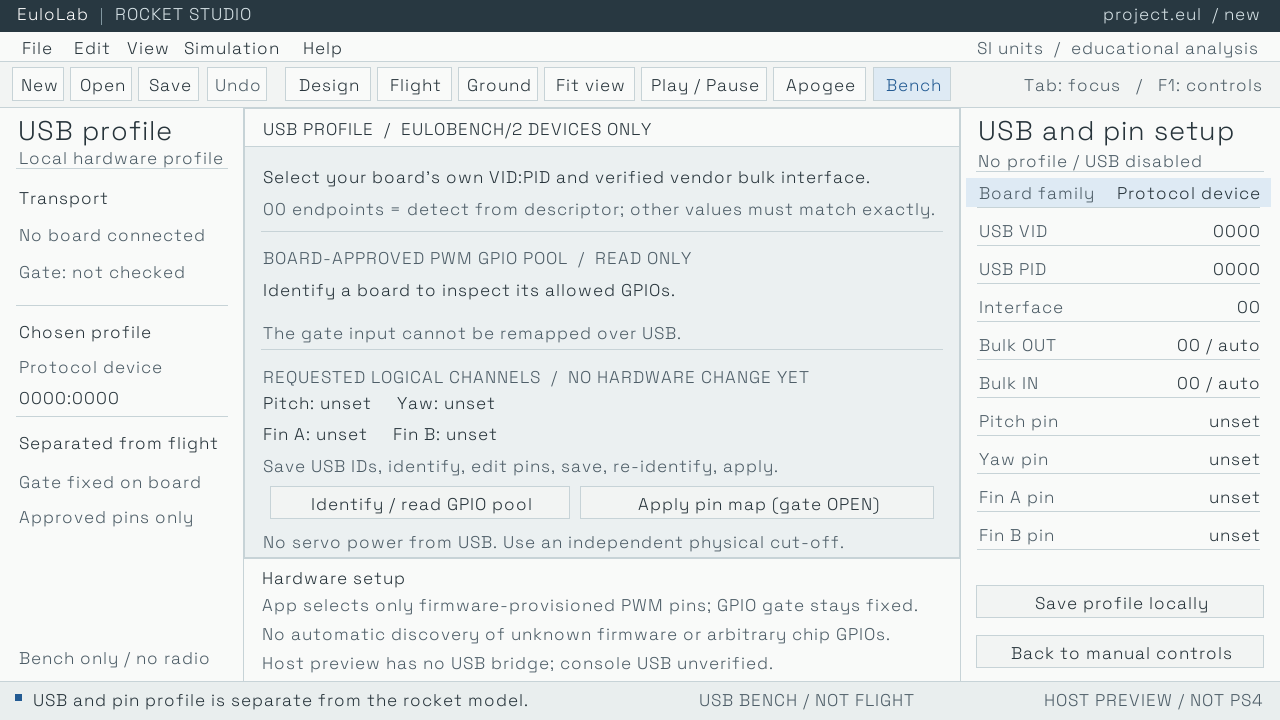 EuloLab | ROCKET STUDIO
project.eul / new
File Edit View Simulation Help
SI units / educational analysis
New Open Save Undo Design Flight Ground Fit view Play / Pause Apogee Bench
Tab: focus / F1: controls
USB profile
Local hardware profile
Transport
No board connected
Gate: not checked
Chosen profile
Protocol device
0000:0000
Separated from flight
Gate fixed on board
Approved pins only
Bench only / no radio
USB PROFILE / EULOBENCH/2 DEVICES ONLY
Select your board's own VID:PID and verified vendor bulk interface.
00 endpoints = detect from descriptor; other values must match exactly.
BOARD-APPROVED PWM GPIO POOL / READ ONLY
Identify a board to inspect its allowed GPIOs.
The gate input cannot be remapped over USB.
REQUESTED LOGICAL CHANNELS / NO HARDWARE CHANGE YET
Pitch: unset Yaw: unset
Fin A: unset Fin B: unset
Save USB IDs, identify, edit pins, save, re-identify, apply.
Identify / read GPIO pool
Apply pin map (gate OPEN)
No servo power from USB. Use an independent physical cut-off.
Hardware setup
App selects only firmware-provisioned PWM pins; GPIO gate stays fixed.
No automatic discovery of unknown firmware or arbitrary chip GPIOs.
Host preview has no USB bridge; console USB unverified.
USB and pin setup
No profile / USB disabled
Board family Protocol device
USB VID 0000
USB PID 0000
Interface 00
Bulk OUT 00 / auto
Bulk IN 00 / auto
Pitch pin unset
Yaw pin unset
Fin A pin unset
Fin B pin unset
Save profile locally
Back to manual controls
USB and pin profile is separate from the rocket model.
USB BENCH / NOT FLIGHT
HOST PREVIEW / NOT PS4